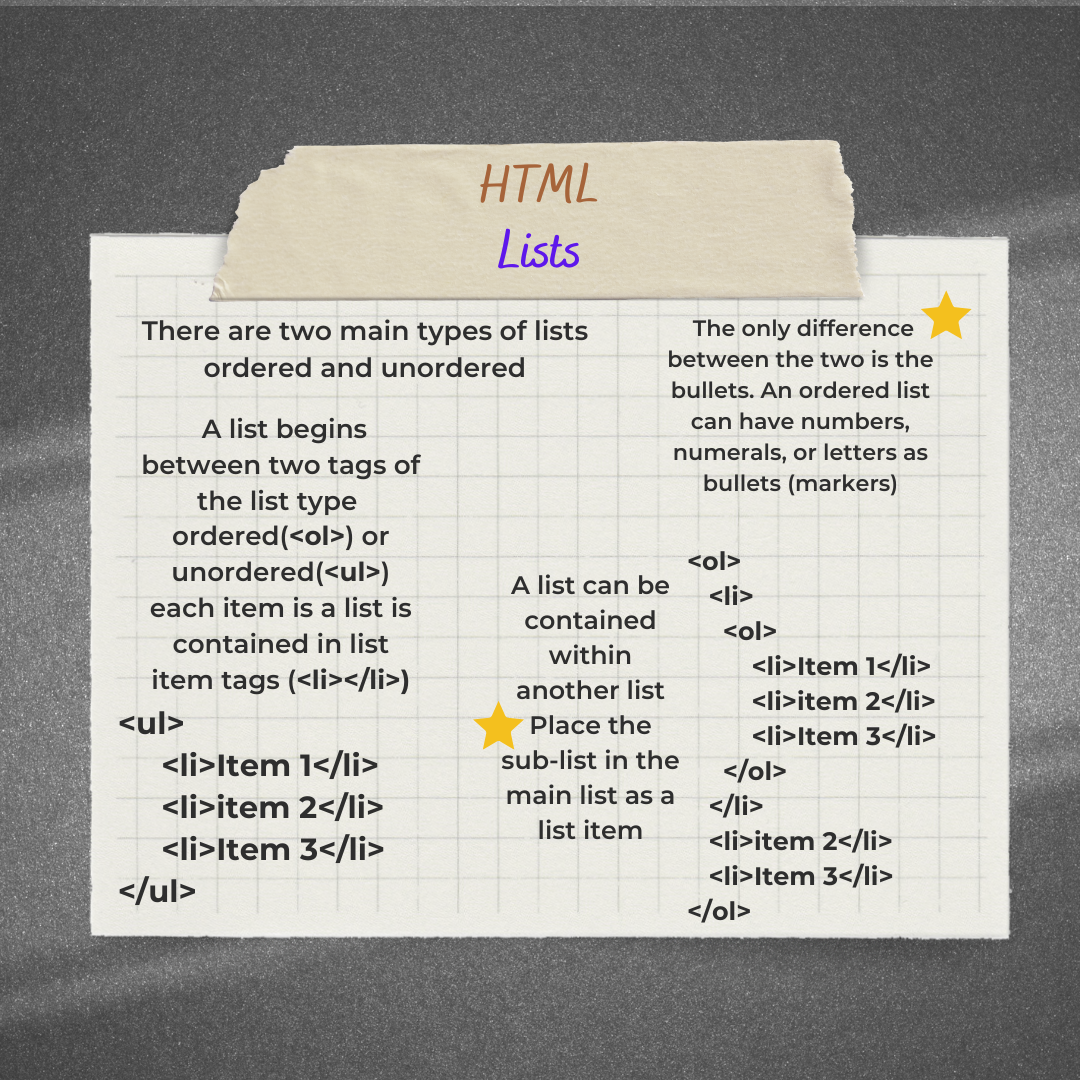 HTML
Lists
There are two main types of lists
ordered and unordered
A list begins
between two tags of
the list type
ordered(<ol>) or
unordered(<ul>)
each item is a list is
contained in list
item tags (<li></li>)
<ul>
<li>Item 1</li>
<li>item 2</li>
<li>Item 3</li>
</ul>
The only difference
between the two is the
bullets. An ordered list
can have numbers,
numerals, or letters as
bullets (markers)
A list can be
contained
within
another list
Place the
sub-list in the
main list as a
list item
<ol>
<li>
<ol>
<li>Item 1</li>
<li>item 2</li>
<li>Item 3</li>
</ol>
</li>
<li>item 2</li>
<li>Item 3</li>
</ol>